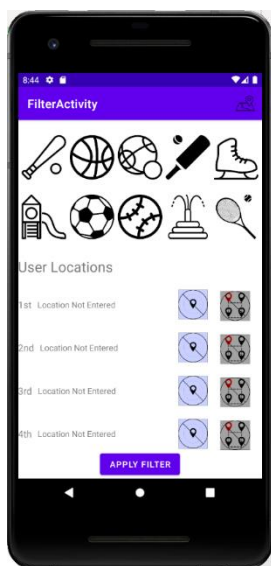 8:44
FilterActivity
User Locations
1st Location Not Entered
2nd Location Not Entered
3rd Location Not Entered
4th Location Not Entered
APPLY FILTER